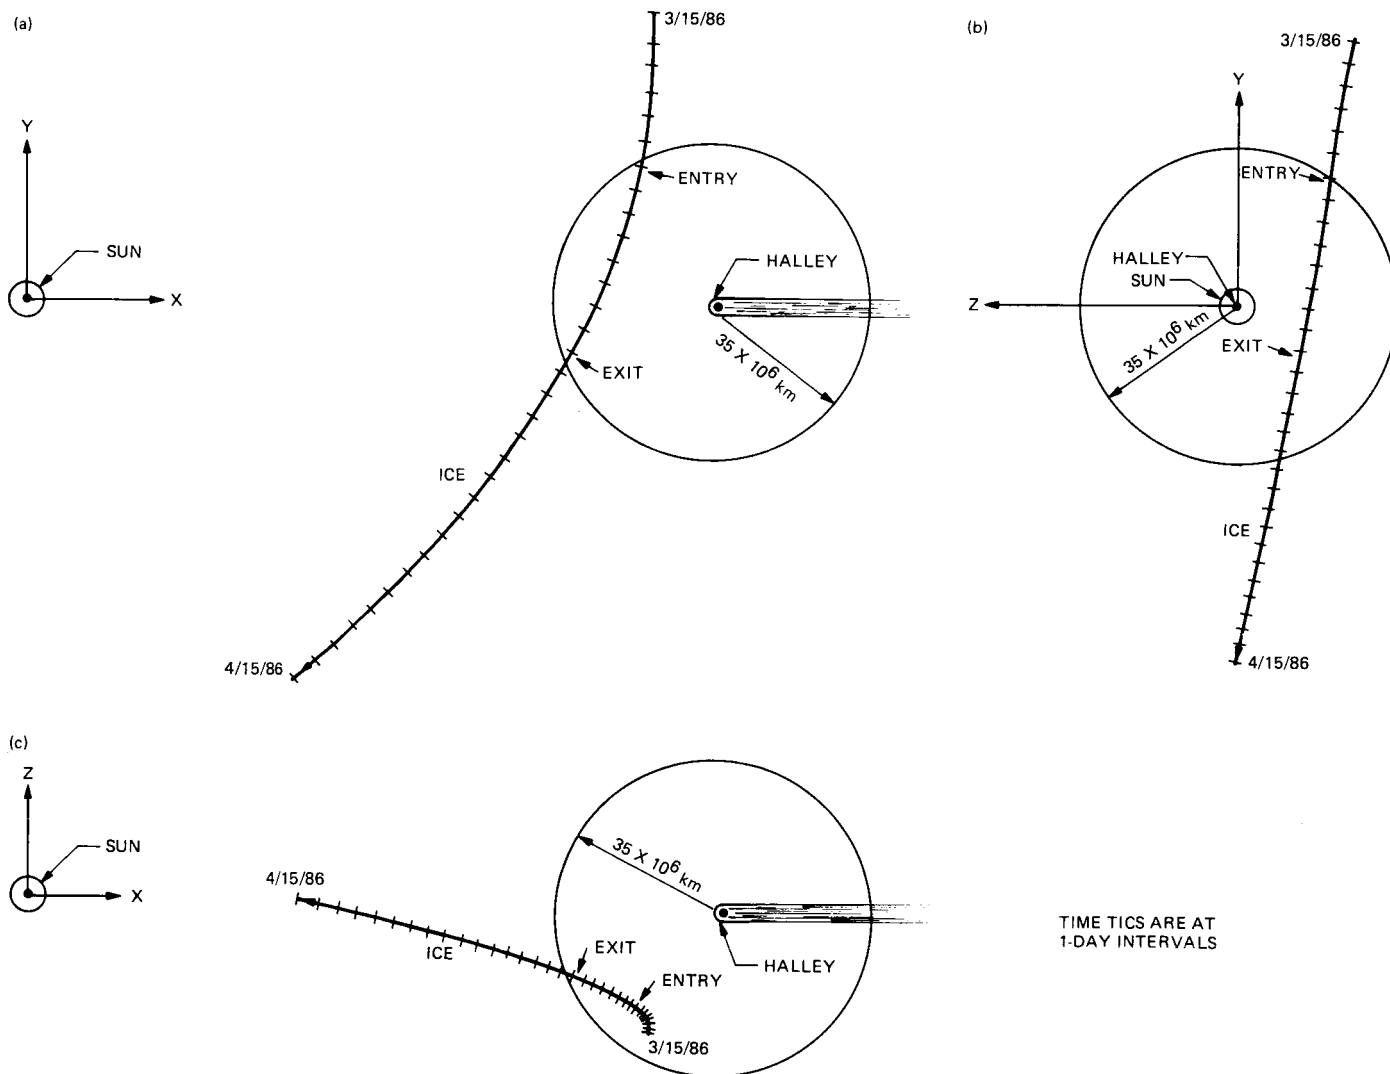 (a)
3/15/86
Y
SUN
X
ENTRY
HALLEY
35 X 10⁶ km
EXIT
ICE
4/15/86
(b)
3/15/86
Y
ENTRY
HALLEY
SUN
Z
35 X 10⁶ km
EXIT
ICE
4/15/86
(c)
Z
SUN
X
4/15/86
ICE
35 X 10⁶ km
EXIT
ENTRY
HALLEY
3/15/86
TIME TICS ARE AT
1-DAY INTERVALS